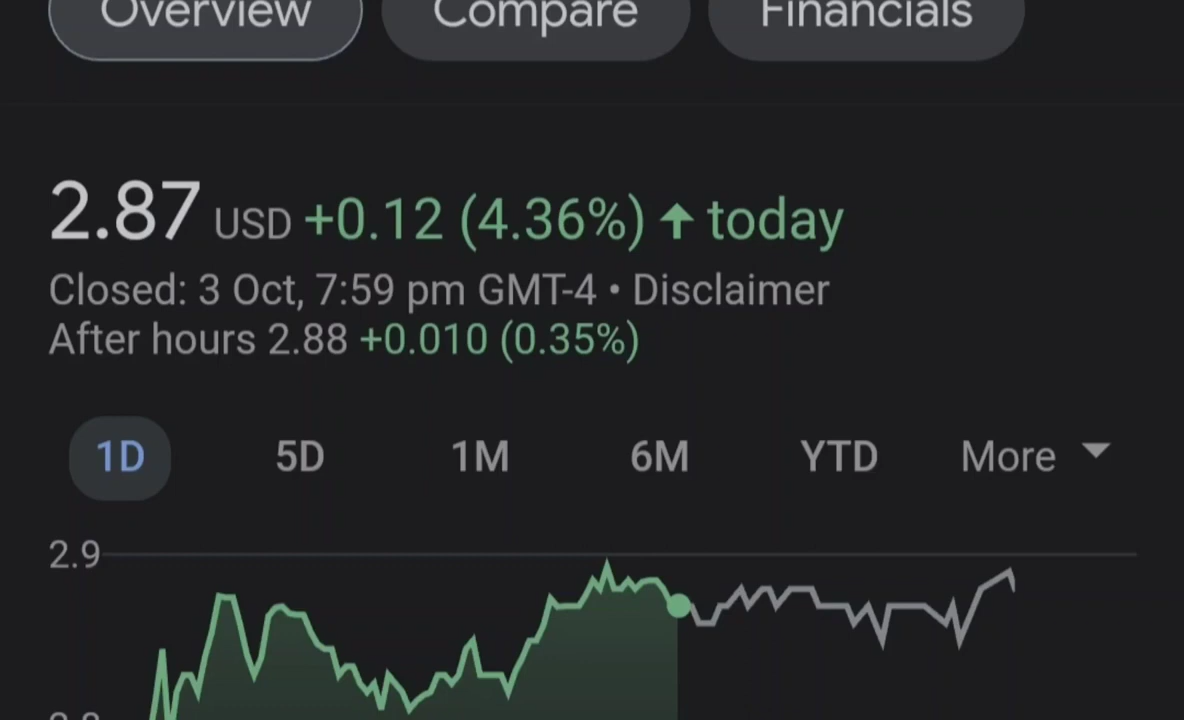 Overview Compare Financials
2.87 USD +0.12 (4.36%) ↑ today
Closed: 3 Oct, 7:59 pm GMT-4 • Disclaimer
After hours 2.88 +0.010 (0.35%)
1D 5D 1M 6M YTD More
2.9